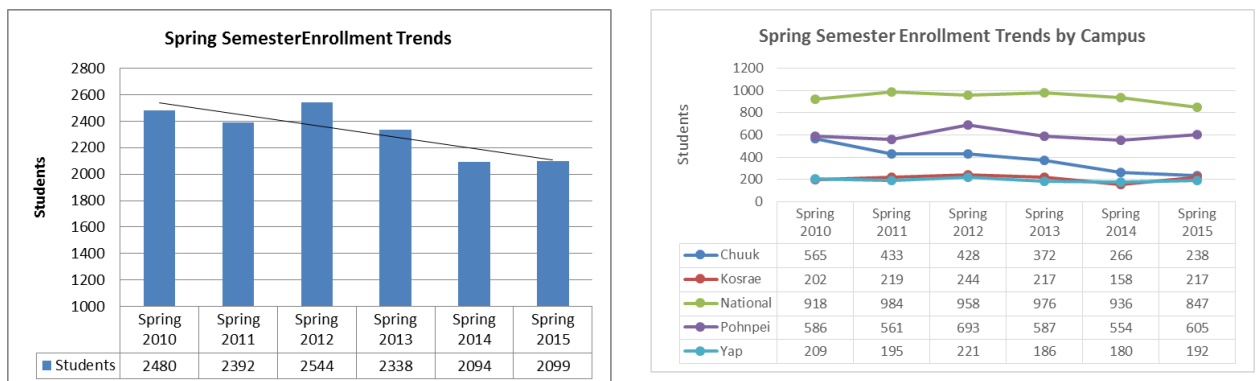 Spring SemesterEnrollment Trends
Students
2800
2600
2400
2200
2000
1800
1600
1400
1200
1000
Spring 2010 Spring 2011 Spring 2012 Spring 2013 Spring 2014 Spring 2015
Students 2480 2392 2544 2338 2094 2099
Spring Semester Enrollment Trends by Campus
Students
1200
1000
800
600
400
200
0
Spring 2010 Spring 2011 Spring 2012 Spring 2013 Spring 2014 Spring 2015
Chuuk 565 433 428 372 266 238
Kosrae 202 219 244 217 158 217
National 918 984 958 976 936 847
Pohnpei 586 561 693 587 554 605
Yap 209 195 221 186 180 192